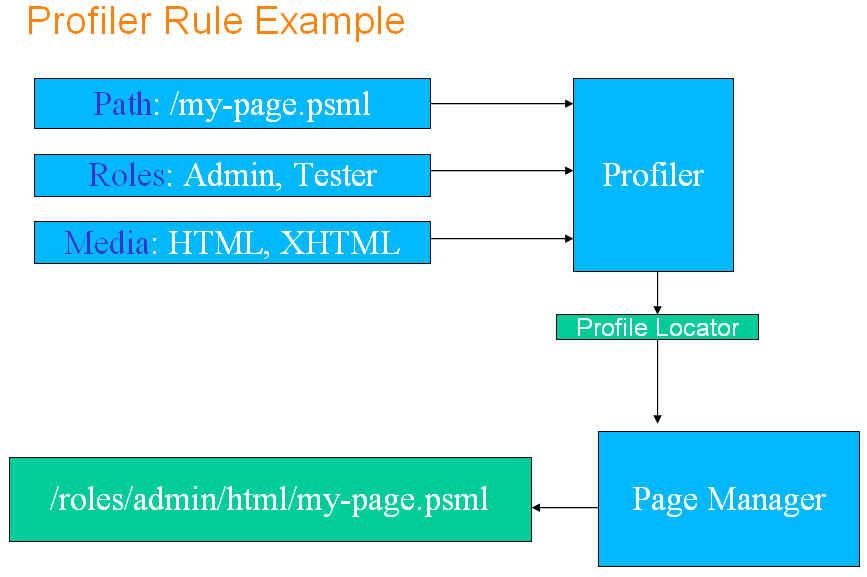 Profiler Rule Example
Path: /my-page.psml
Roles: Admin, Tester
Profiler
Media: HTML, XHTML
Profile Locator
/roles/admin/html/my-page.psml
Page Manager